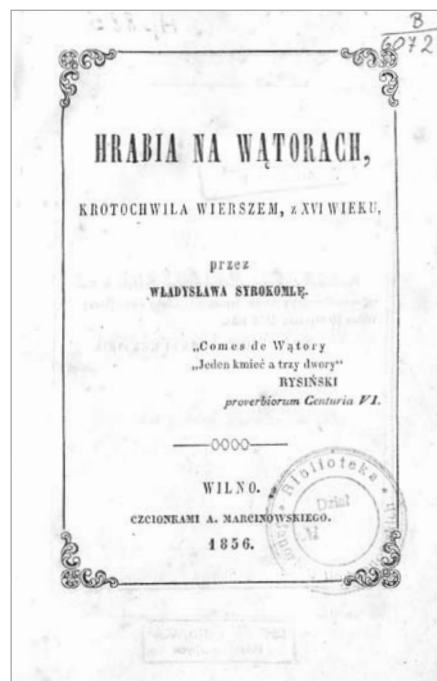 B
6072
HRABIA NA WĄTORACH,
KROTOCHWILA WIERSZEM, z XVI WIEKU,
przez
WŁADYSŁAWA SYROKOMLĘ.
„Comes de Wątory
„Jeden kmieć a trzy dwory“
RYSIŃSKI
proverbiorum Centuria VI.
WILNO.
CZCIONKAMI A. MARCINOWSKIEGO.
1856.
Biblioteka
Dział